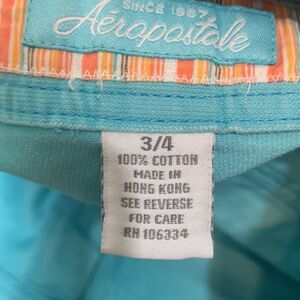 SINCE 1987
Aéropostale
3/4
100% COTTON
MADE IN
HONG KONG
SEE REVERSE
FOR CARE
RN 106334